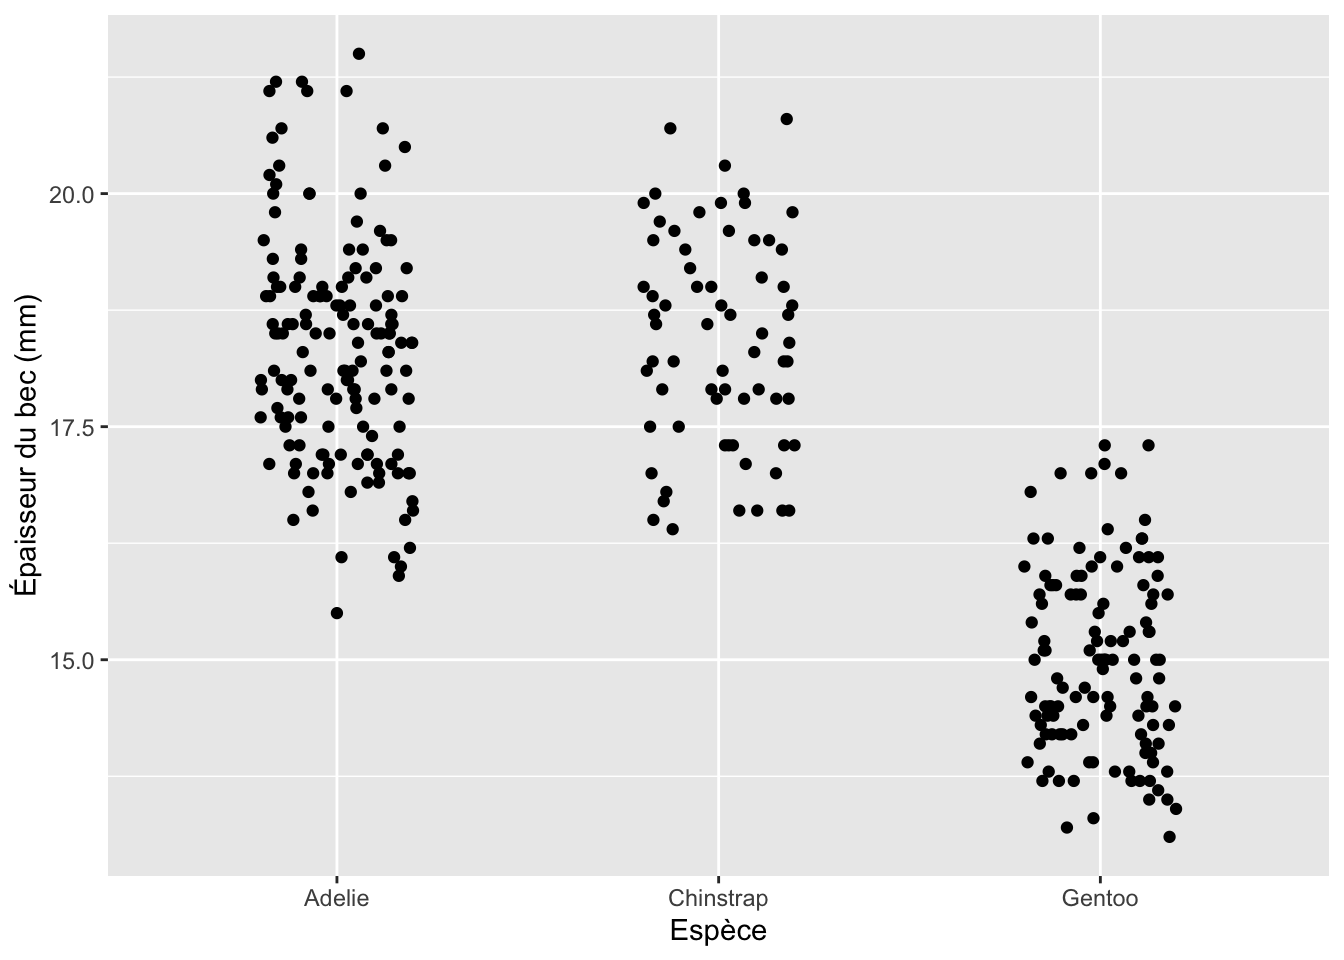 Épaisseur du bec (mm)
20.0
17.5
15.0
Adelie
Chinstrap
Gentoo
Espèce